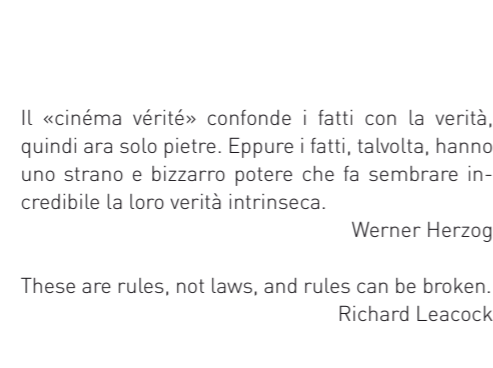 Il «cinéma vérité» confonde i fatti con la verità,
quindi ara solo pietre. Eppure i fatti, talvolta, hanno
uno strano e bizzarro potere che fa sembrare in-
credibile la loro verità intrinseca.
Werner Herzog
These are rules, not laws, and rules can be broken.
Richard Leacock